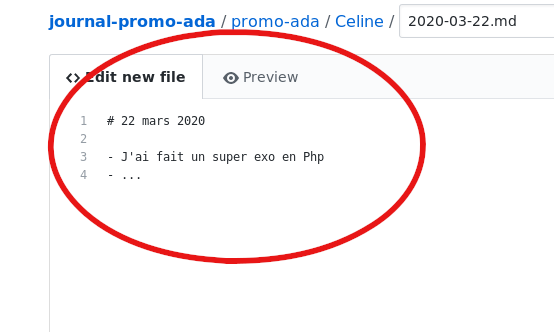 journal-promo-ada / promo-ada / Celine / 2020-03-22.md
<> Edit new file Preview
1 # 22 mars 2020
2
3 - J'ai fait un super exo en Php
4 - ...